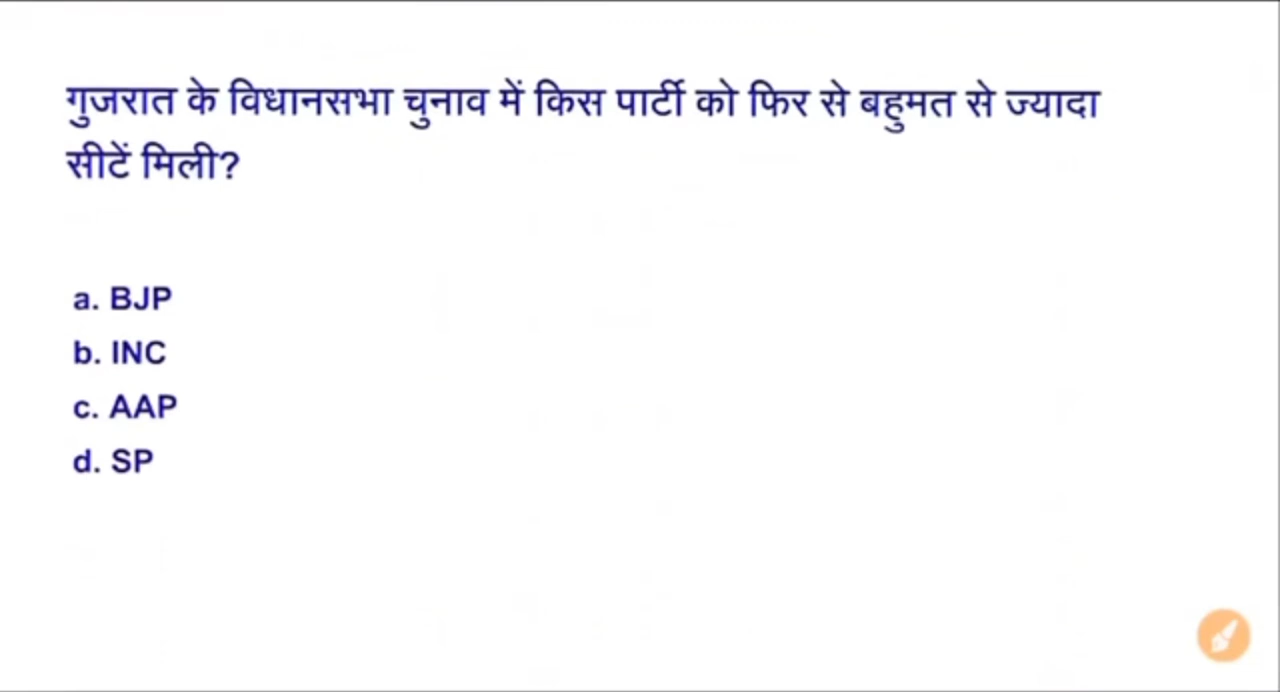 गुजरात के विधानसभा चुनाव में किस पार्टी को फिर से बहुमत से ज्यादा
सीटें मिली?
a. BJP
b. INC
c. AAP
d. SP